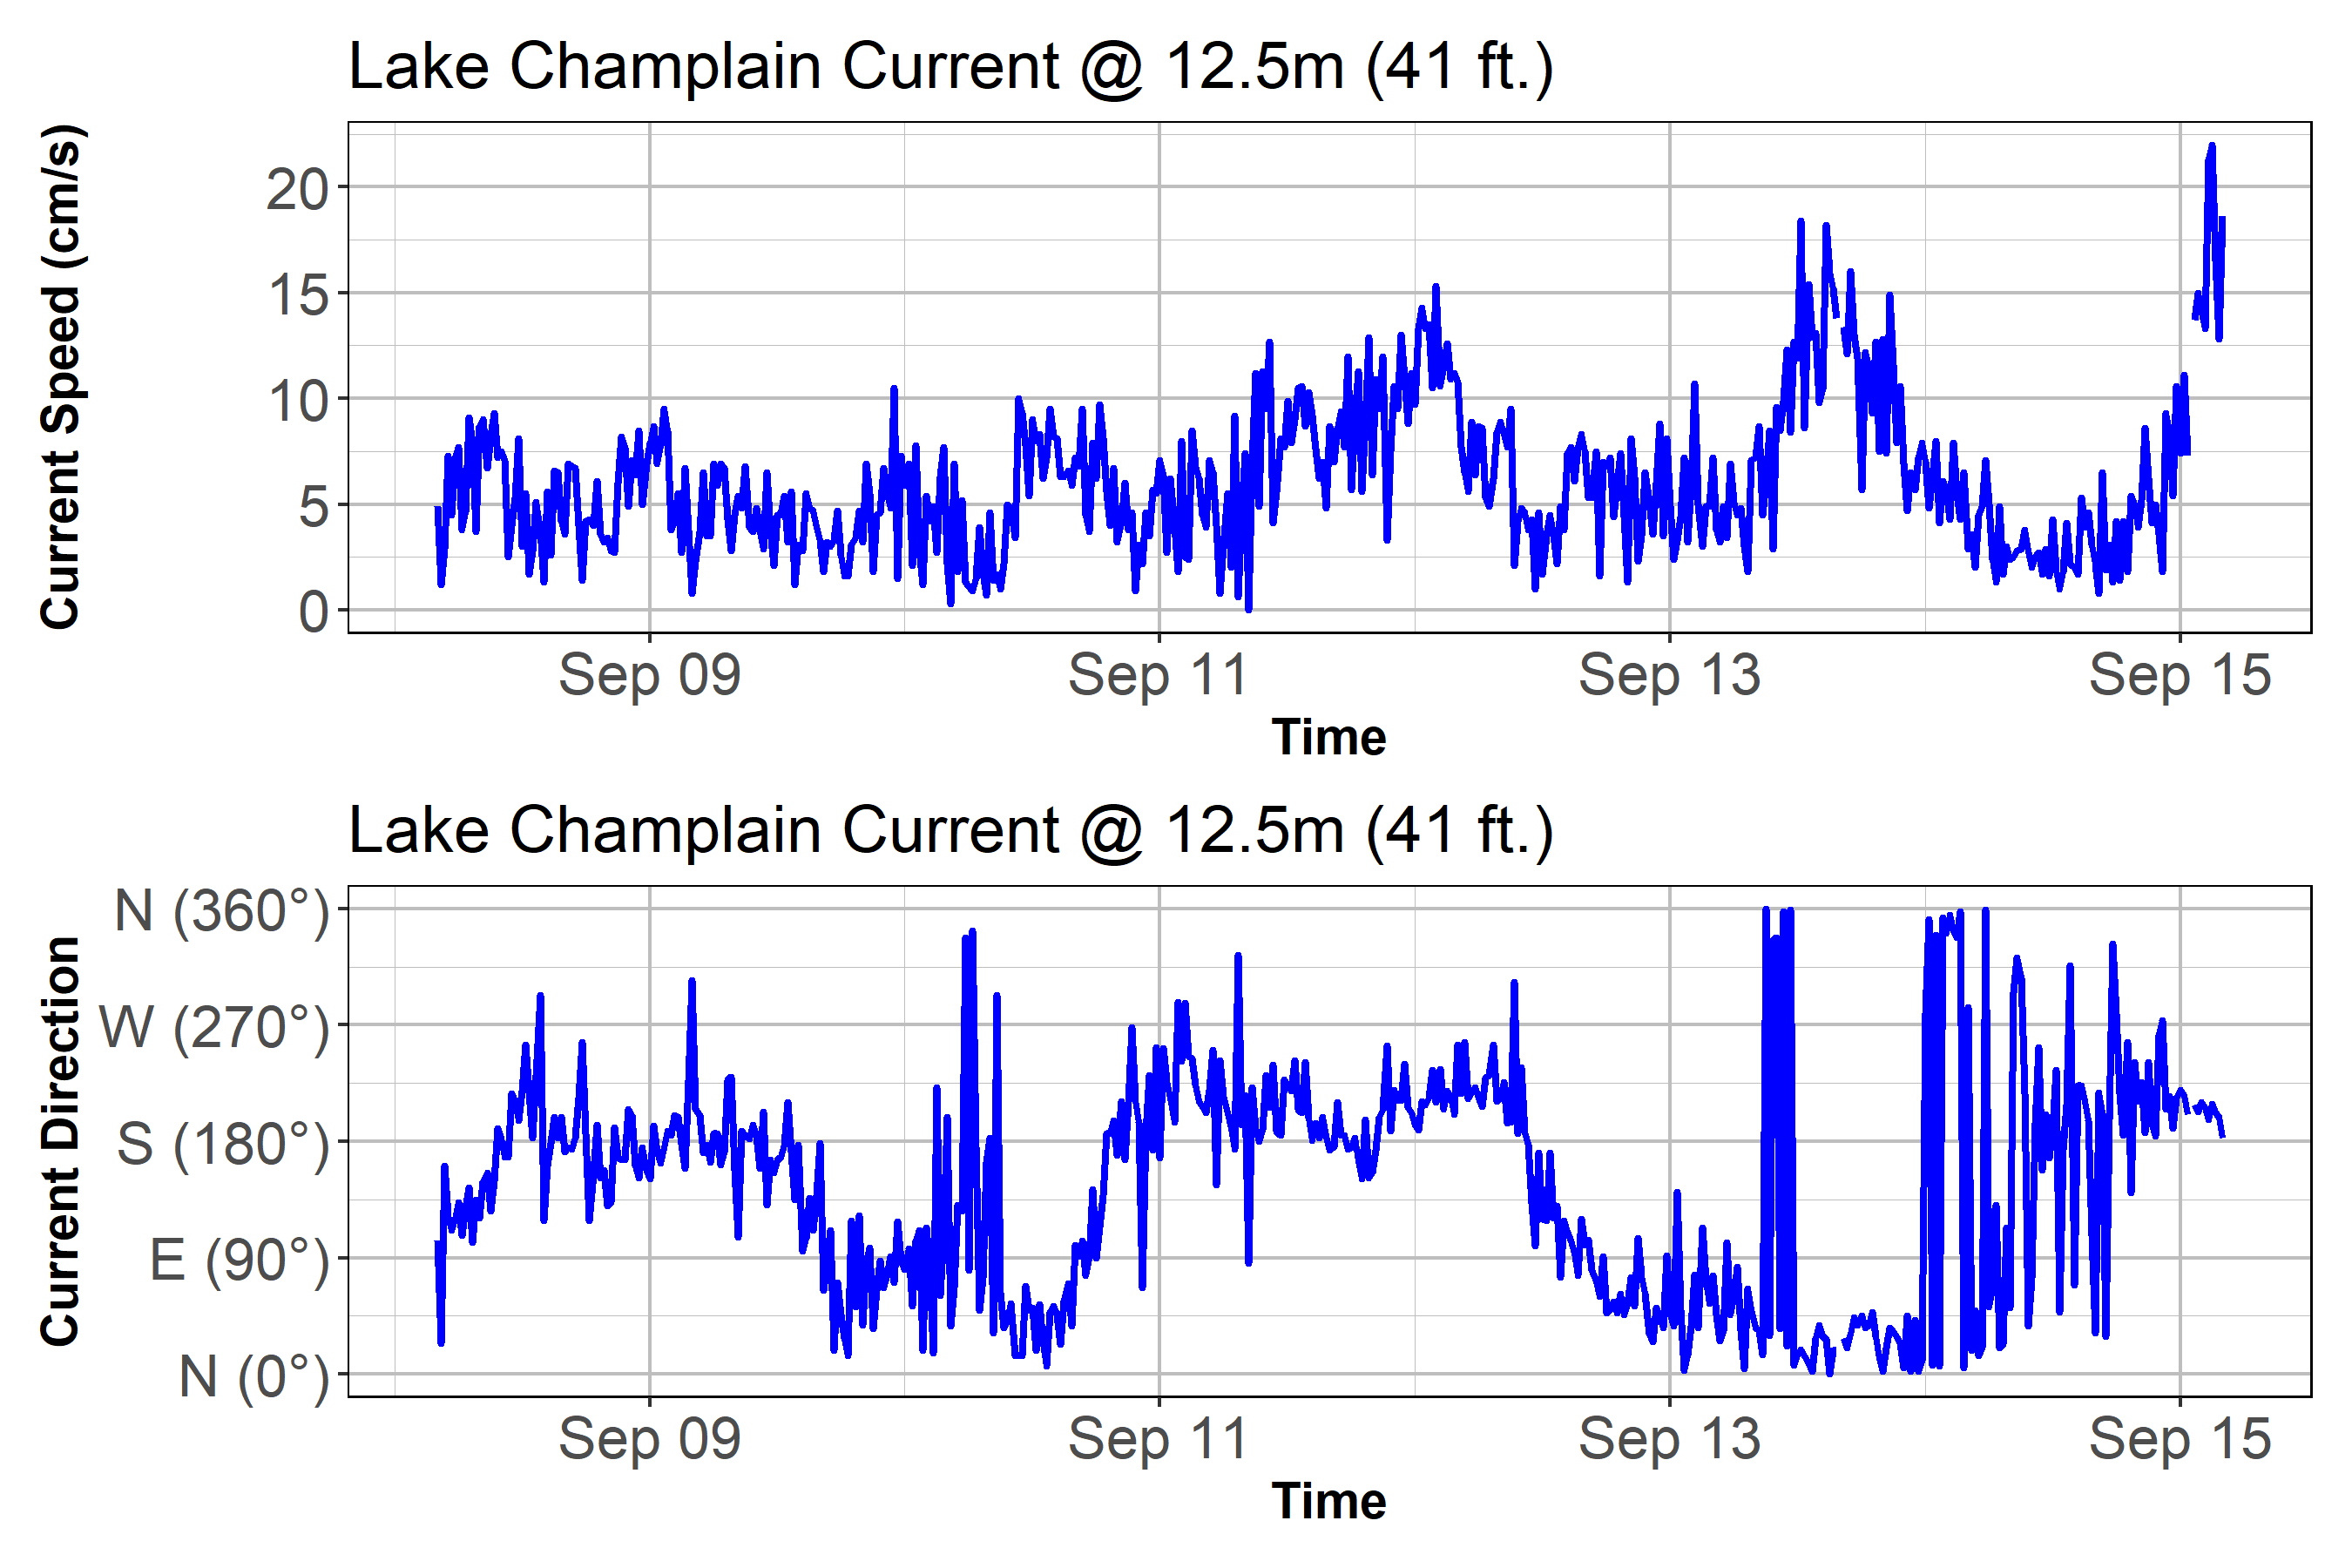 Lake Champlain Current @ 12.5m (41 ft.)
Current Speed (cm/s)
20
15
10
5
0
Sep 09 Sep 11 Sep 13 Sep 15
Time
Lake Champlain Current @ 12.5m (41 ft.)
Current Direction
N (360°)
W (270°)
S (180°)
E (90°)
N (0°)
Sep 09 Sep 11 Sep 13 Sep 15
Time